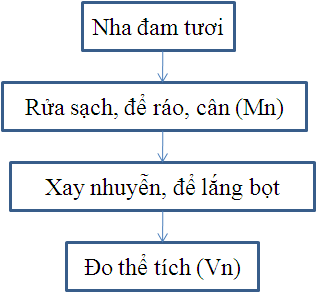 Nha đam tươi
Rửa sạch, để ráo, cân (Mn)
Xay nhuyễn, để lắng bọt
Đo thể tích (Vn)